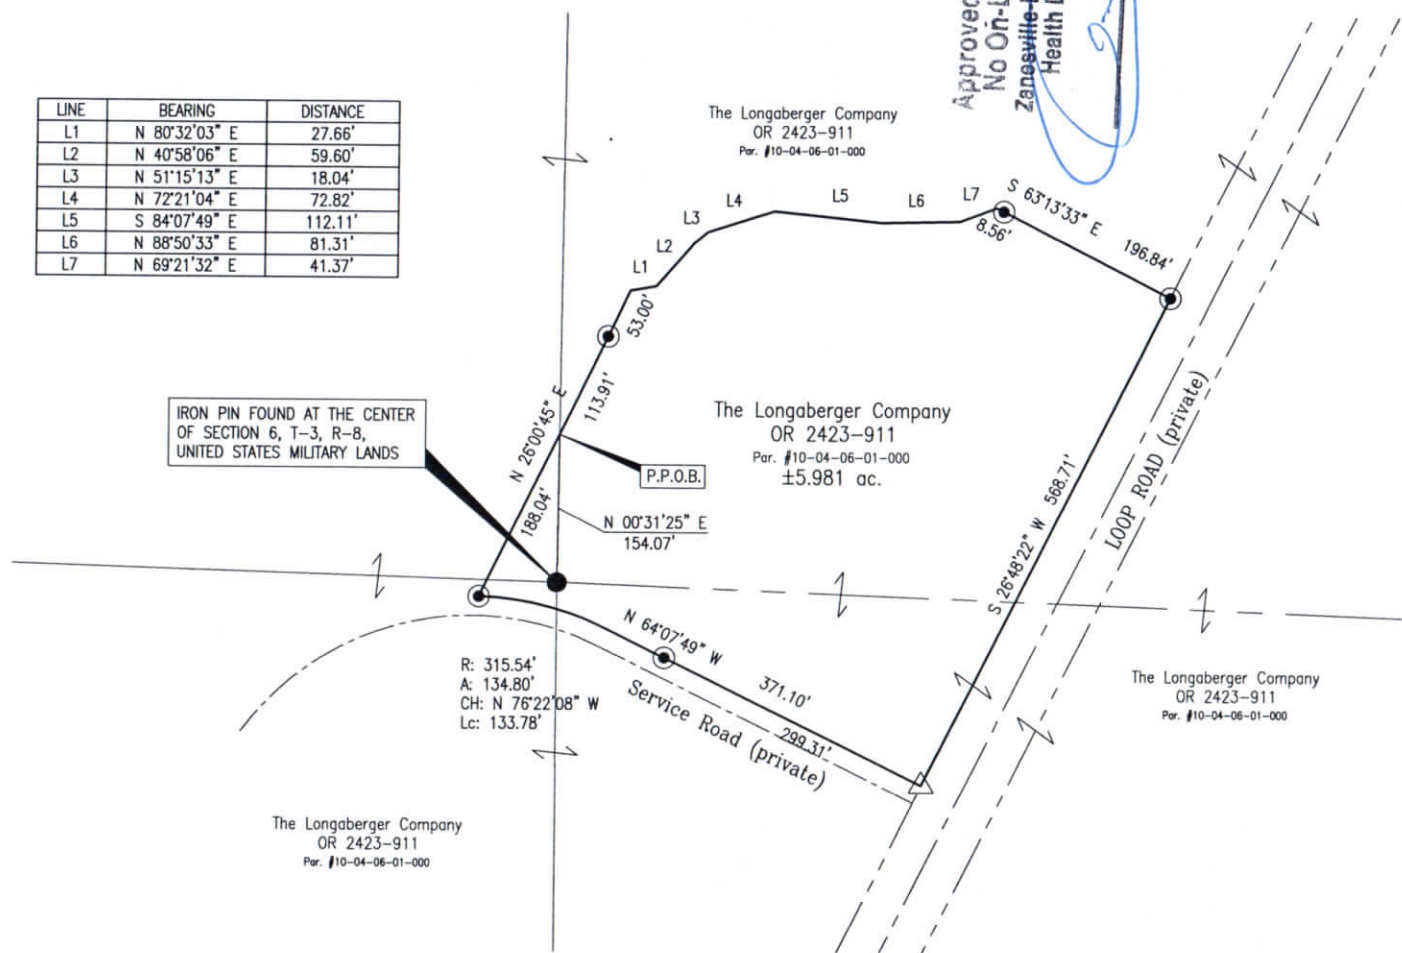 Approved
No On-L
Zanesville-
Health
LINE BEARING DISTANCE
L1 N 80°32'03" E 27.66'
L2 N 40°58'06" E 59.60'
L3 N 51°15'13" E 18.04'
L4 N 72°21'04" E 72.82'
L5 S 84°07'49" E 112.11'
L6 N 88°50'33" E 81.31'
L7 N 69°21'32" E 41.37'
The Longaberger Company
OR 2423-911
Par. #10-04-06-01-000
L1
L2
L3
L4
L5
L6
L7
S 63°13'33" E
8.56'
196.84'
53.00'
113.91'
N 26°00'45" E
188.04'
IRON PIN FOUND AT THE CENTER
OF SECTION 6, T-3, R-8,
UNITED STATES MILITARY LANDS
P.P.O.B.
N 00°31'25" E
154.07'
The Longaberger Company
OR 2423-911
Par. #10-04-06-01-000
±5.981 ac.
S 26°48'22" W 568.71'
LOOP ROAD (private)
N 64°07'49" W
371.10'
299.31'
Service Road (private)
R: 315.54'
A: 134.80'
CH: N 76°22'08" W
Lc: 133.78'
The Longaberger Company
OR 2423-911
Par. #10-04-06-01-000
The Longaberger Company
OR 2423-911
Par. #10-04-06-01-000